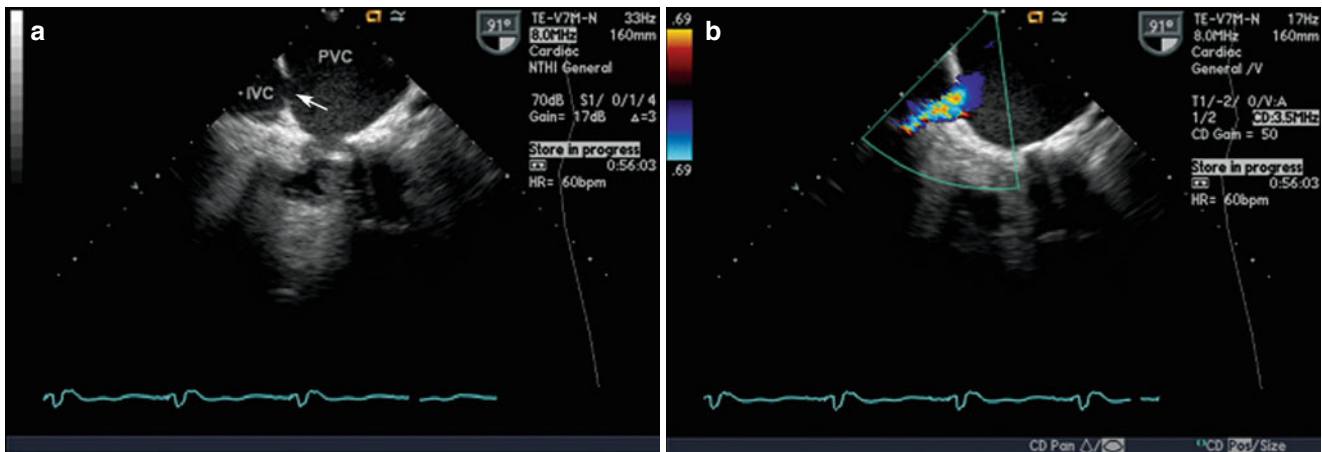 a
91°
TE-V7M-N 33Hz
8.0MHz 160mm
Cardiac
NTHI General
70dB S1/ 0/1/4
Gain= 17dB Δ=3
Store in progress
0:56:03
HR= 60bpm
PVC
IVC
b
.69
.69
91°
TE-V7M-N 17Hz
8.0MHz 160mm
Cardiac
General /V
T1/-2/ 0/V:A
1/2 CD:3.5MHz
CD Gain = 50
Store in progress
0:56:03
HR= 60bpm
CD Pan Δ/
CD Pos/Size